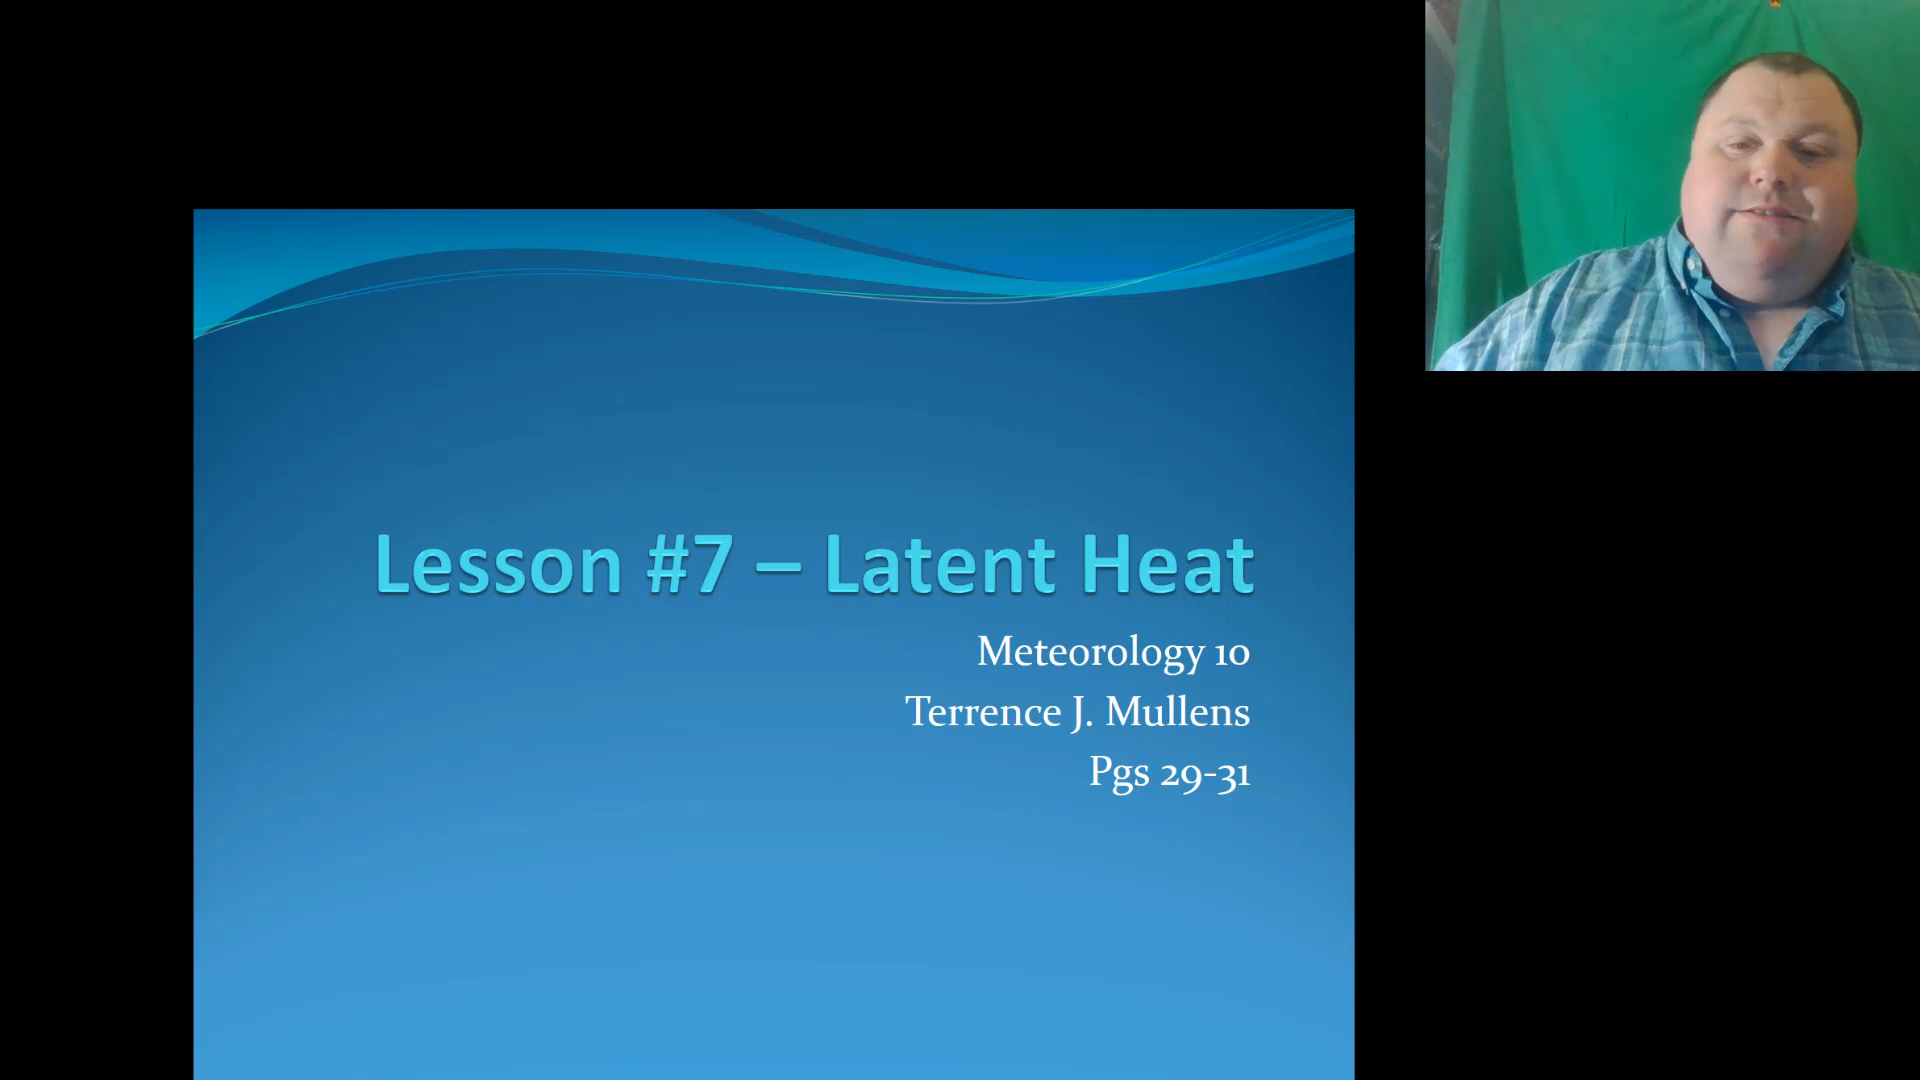 Lesson #7 – Latent Heat
Meteorology 10
Terrence J. Mullens
Pgs 29-31